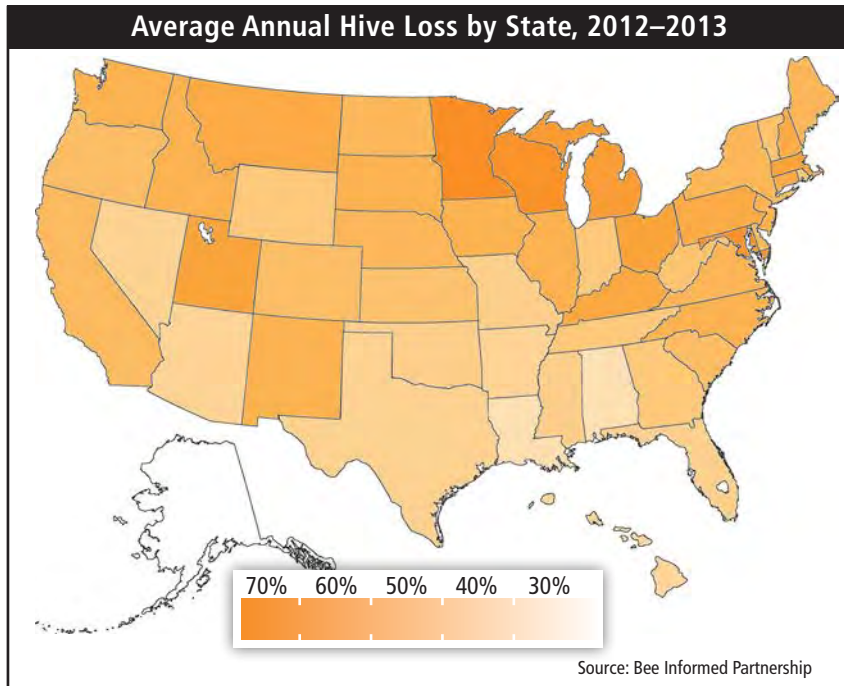 Average Annual Hive Loss by State, 2012–2013
70% 60% 50% 40% 30%
Source: Bee Informed Partnership